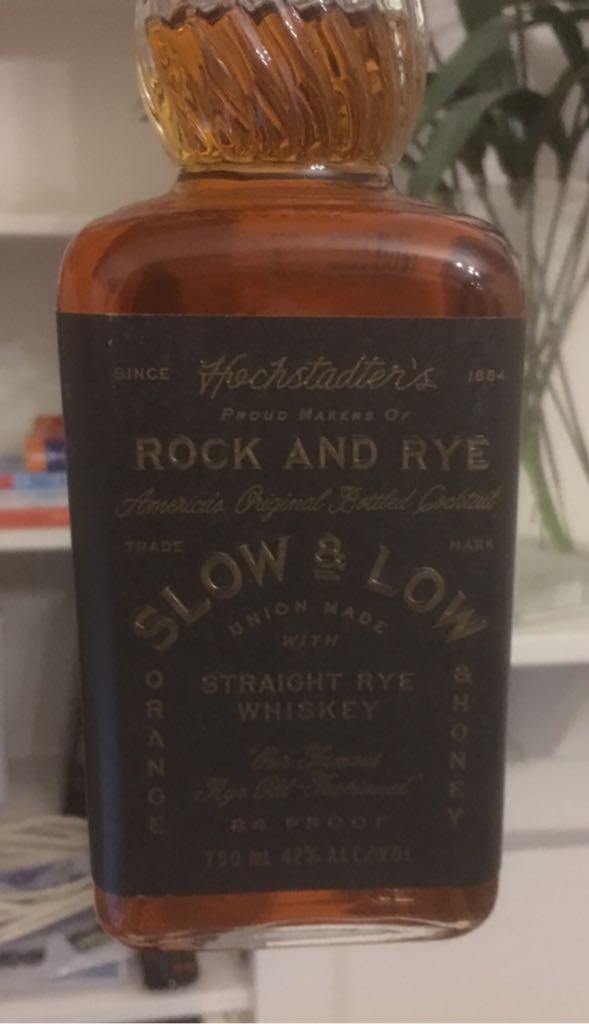 SINCE Hochstadter's 1884
PROUD MAKERS OF
ROCK AND RYE
America's Original Bottled Cocktail
TRADE MARK
SLOW & LOW
UNION MADE
WITH
STRAIGHT RYE
WHISKEY
ORANGE
& HONEY
"Our Famous
Rye Old-Fashioned"
84 PROOF
750 ML 42% ALC/VOL